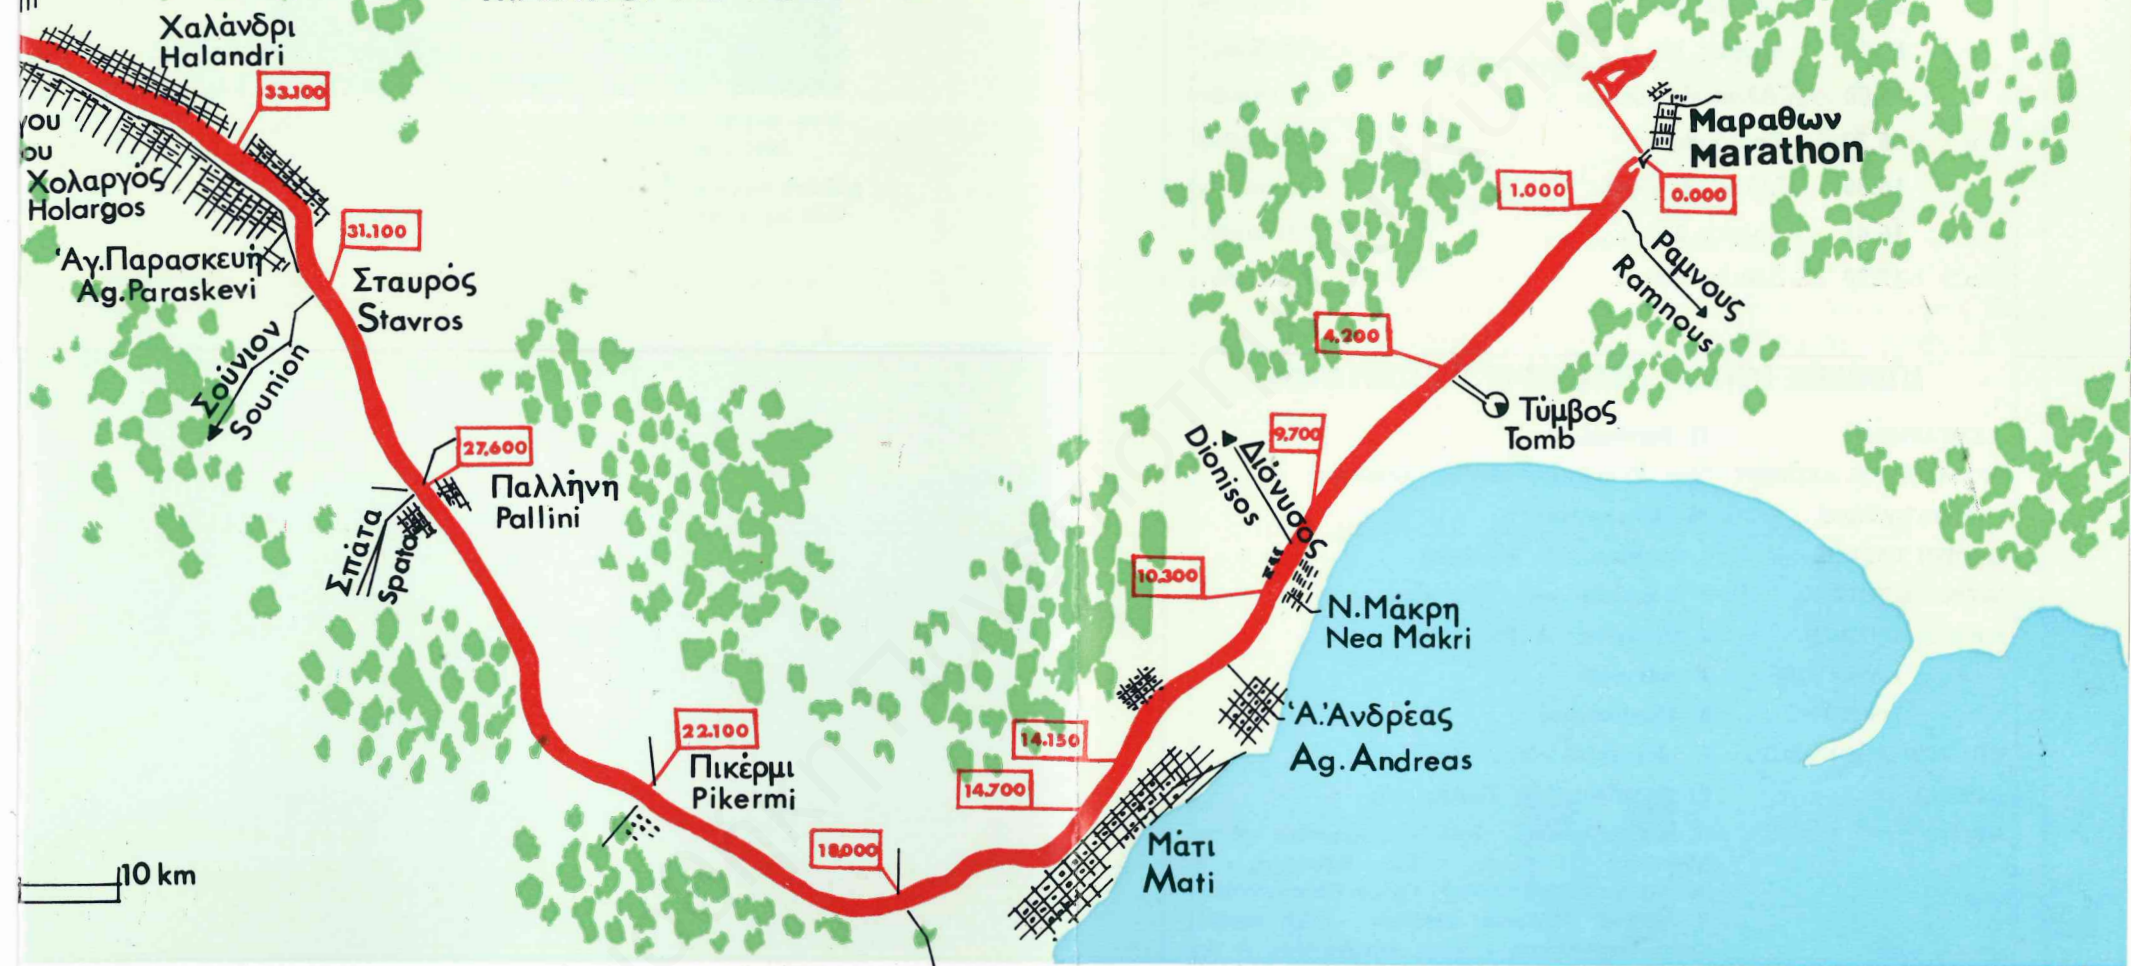 Χαλάνδρι
Halandri
33.100
γου
ου
Χολαργός
Holargos
31.100
Άγ.Παρασκευή
Ag.Paraskevi
Σταυρός
Stavros
Σούνιον
Sounion
27.600
Παλλήνη
Pallini
Σπάτα
Spata
22.100
Πικέρμι
Pikermi
18.000
10 km
14.700
14.150
Μάτι
Mati
Ά.Άνδρέας
Ag. Andreas
10.300
Ν.Μάκρη
Nea Makri
9.700
Διόνυσος
Dionisos
4.200
Τύμβος
Tomb
1.000
0.000
Μαραθων
Marathon
Ραμνους
Ramnous